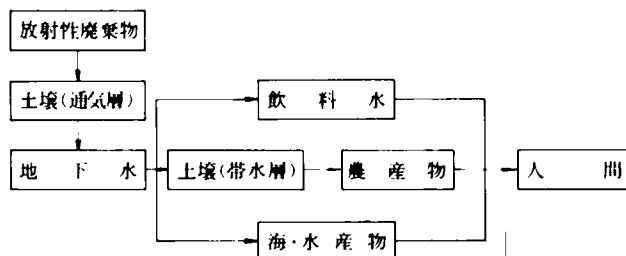 放射性廃棄物
土壌(通気層)
飲料水
地下水
土壌(帯水層)
農産物
人間
海・水産物